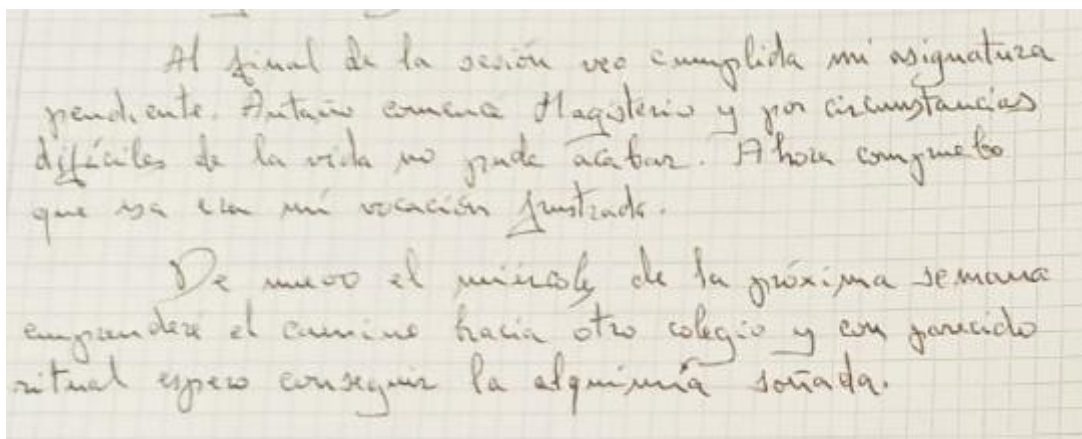 Al final de la sesión veo cumplida mi asignatura
pendiente. Antaño comencé Magisterio y por circunstancias
difíciles de la vida no pude acabar. Ahora compruebo
que esa era mi vocación frustrada.
De nuevo el miércoles de la próxima semana
emprenderé el camino hacia otro colegio y con parecido
ritual espero conseguir la alquimia soñada.